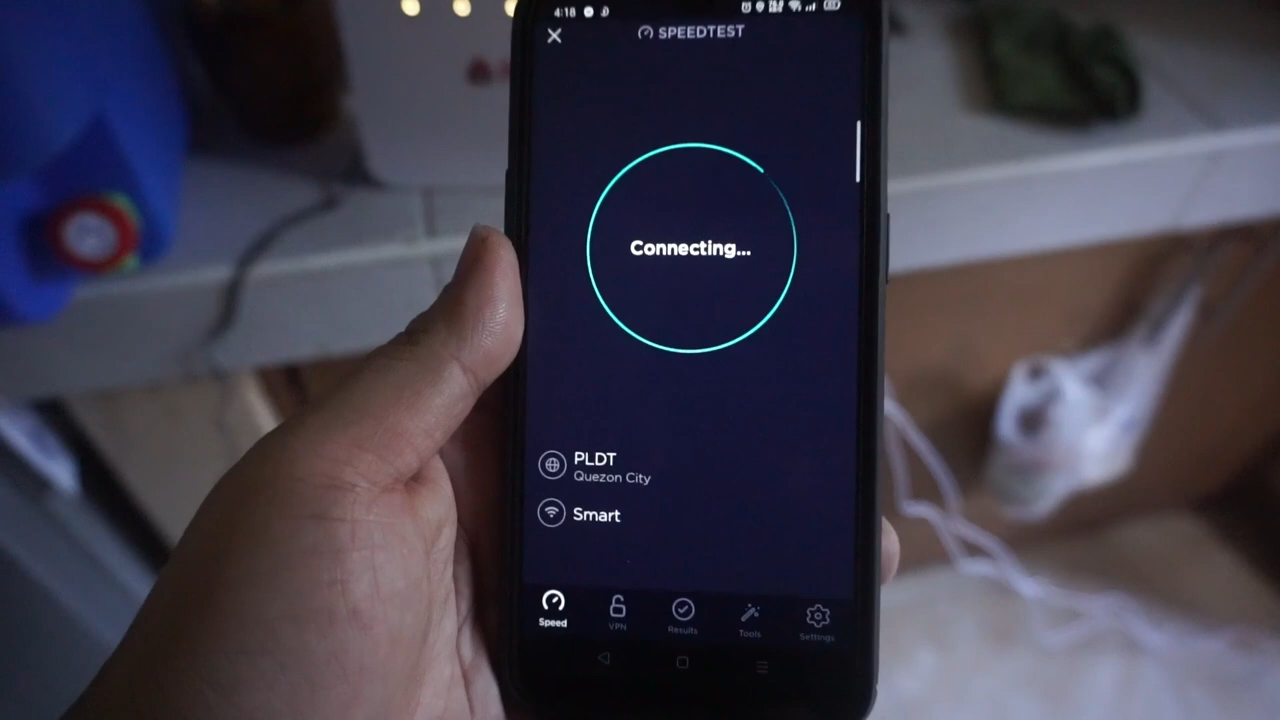 4:18
SPEEDTEST
Connecting...
PLDT
Quezon City
Smart
Speed
VPN
Results
Tools
Settings